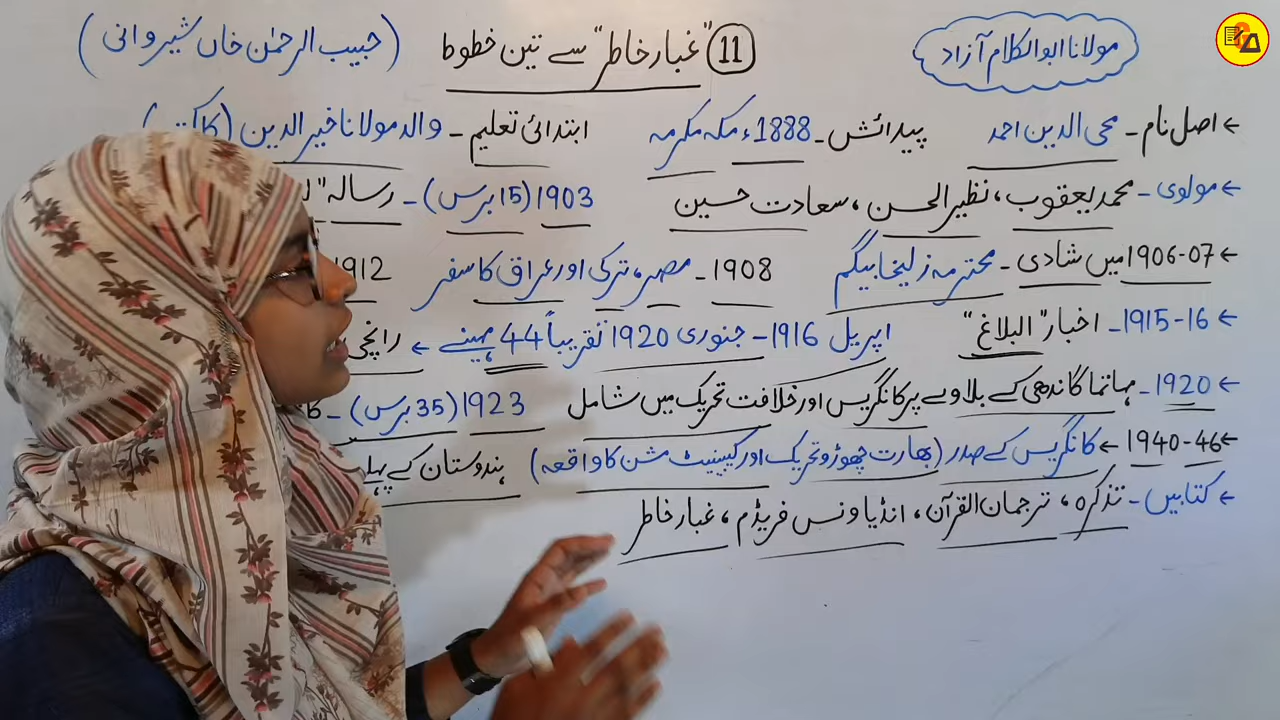 مولانا ابوالکلام آزاد
11 "غبار خاطر" سے تین خطوط (حبیب الرحمٰن خاں شیروانی)
← اصل نام - محی الدین احمد پیدائش - 1888ء مکہ مکرمہ ابتدائی تعلیم - والد مولانا خیر الدین
← مولوی - محمد یعقوب، نظیر الحسن، سعادت حسین 1903 (15 برس) - رسالہ "
← 1906-07 میں شادی - محترمہ زلیخا بیگم 1908 - مصر، ترکی اور عراق کا سفر 1912
← 1915-16 - اخبار "البلاغ" اپریل 1916 - جنوری 1920 تقریباً 44 مہینے ← رانچی
← 1920 - مہاتما گاندھی کے بلاوے پر کانگریس اور خلافت تحریک میں شامل 1923 (35 برس) -
← 1940-46 ← کانگریس کے صدر (بھارت چھوڑو تحریک اور کیبینیٹ مشن کا واقعہ) ہندوستان کے پہلے
← کتابیں - تذکرہ، ترجمان القرآن، انڈیا ونس فریڈم، غبار خاطر